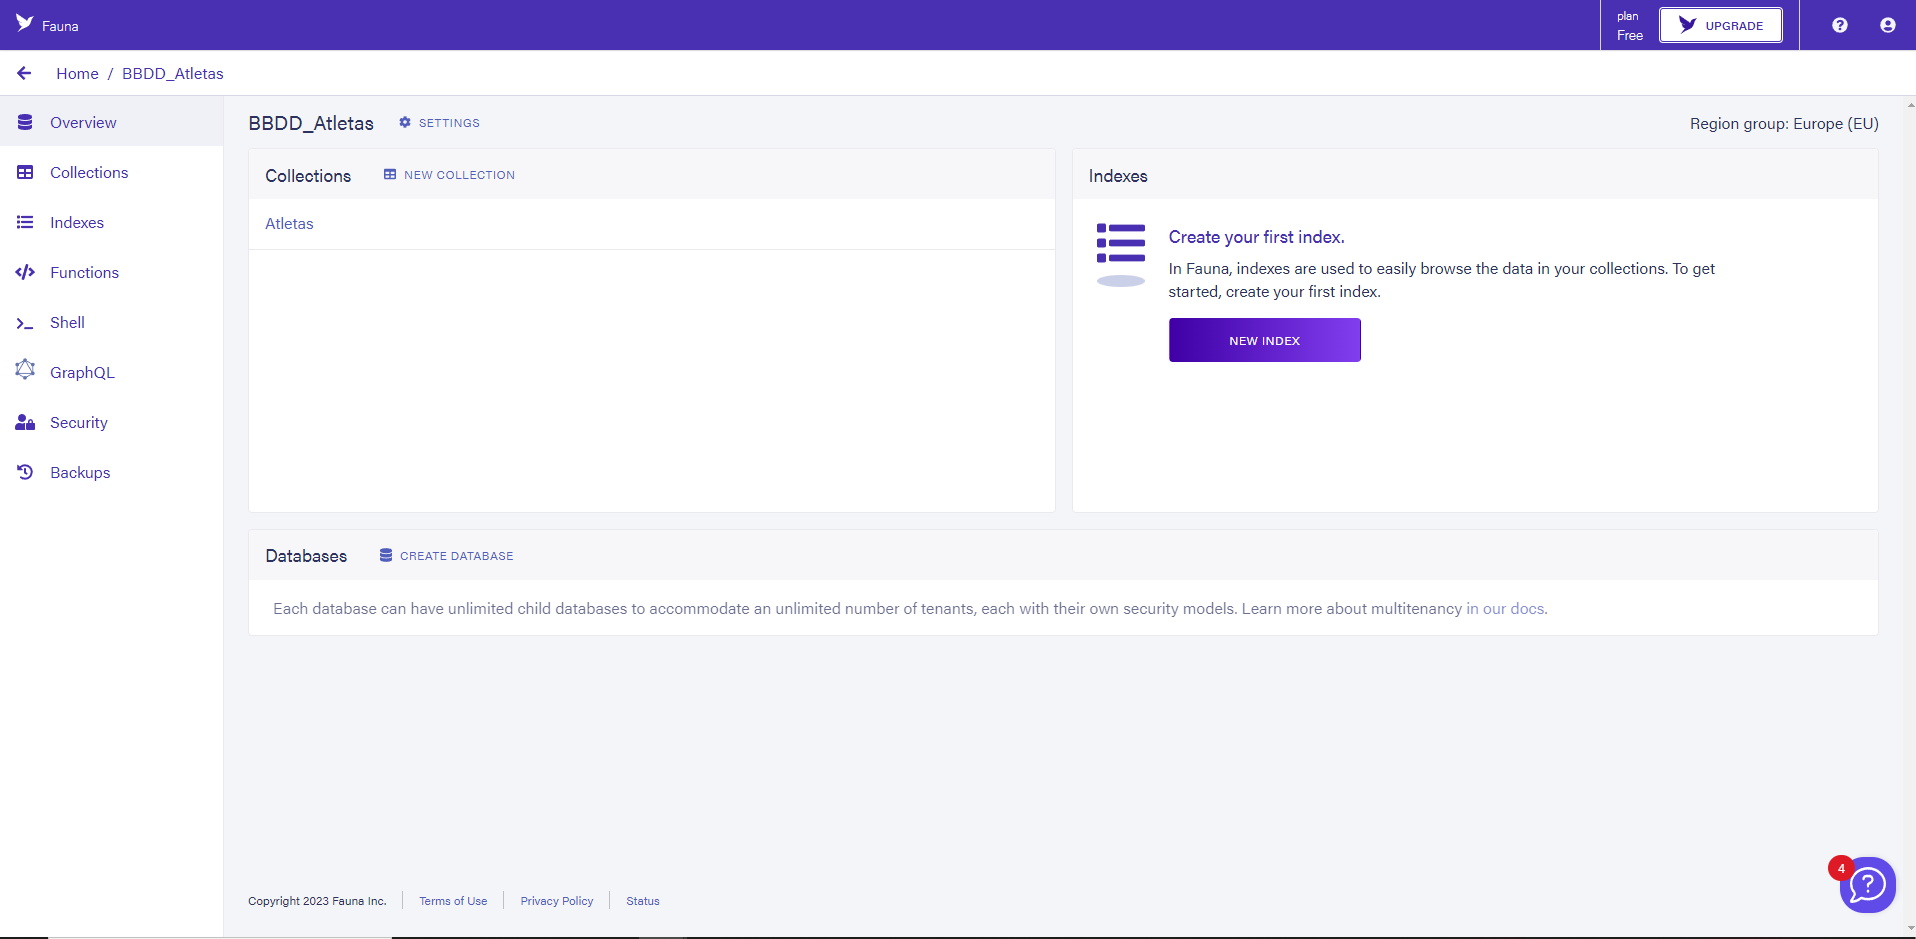 Fauna
plan
Free
UPGRADE
Home / BBDD_Atletas
Overview
Collections
Indexes
Functions
Shell
GraphQL
Security
Backups
BBDD_Atletas
SETTINGS
Region group: Europe (EU)
Collections
NEW COLLECTION
Atletas
Indexes
Create your first index.
In Fauna, indexes are used to easily browse the data in your collections. To get
started, create your first index.
NEW INDEX
Databases
CREATE DATABASE
Each database can have unlimited child databases to accommodate an unlimited number of tenants, each with their own security models. Learn more about multitenancy in our docs.
Copyright 2023 Fauna Inc.
Terms of Use
Privacy Policy
Status
4